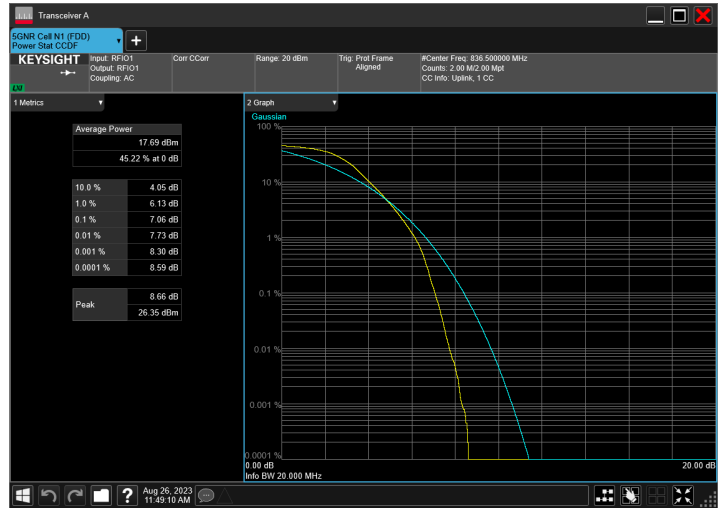 Transceiver A
5GNR Cell N1 (FDD)
Power Stat CCDF
KEYSIGHT
LXI
Input: RFIO1
Output: RFIO1
Coupling: AC
Corr CCorr
Range: 20 dBm
Trig: Prot Frame
Aligned
#Center Freq: 836.500000 MHz
Counts: 2.00 M/2.00 Mpt
CC Info: Uplink, 1 CC
1 Metrics
Average Power
17.69 dBm
45.22 % at 0 dB
10.0 % 4.05 dB
1.0 % 6.13 dB
0.1 % 7.06 dB
0.01 % 7.73 dB
0.001 % 8.30 dB
0.0001 % 8.59 dB
Peak
8.66 dB
26.35 dBm
2 Graph
Gaussian
100 %
10 %
1 %
0.1 %
0.01 %
0.001 %
0.0001 %
0.00 dB 20.00 dB
Info BW 20.000 MHz
? Aug 26, 2023
11:49:10 AM